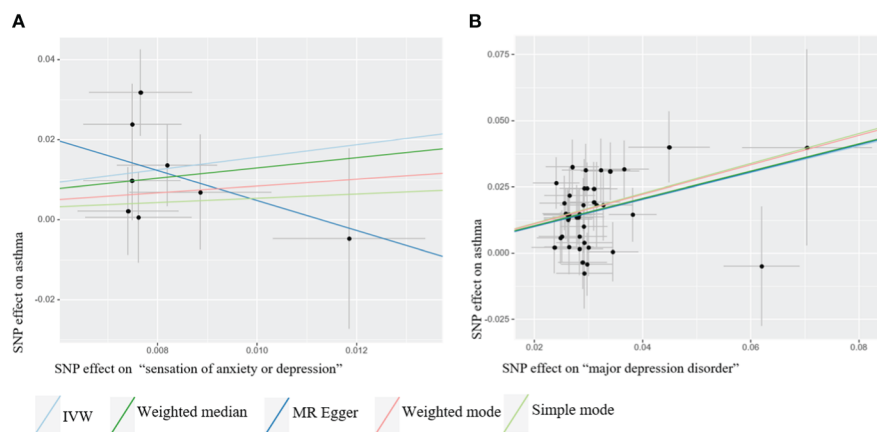 A
0.04
0.02
0.00
-0.02
0.008
0.010
0.012
SNP effect on asthma
SNP effect on “sensation of anxiety or depression”
B
0.075
0.050
0.025
0.000
-0.025
0.02
0.04
0.06
0.08
SNP effect on asthma
SNP effect on “major depression disorder”
IVW
Weighted median
MR Egger
Weighted mode
Simple mode